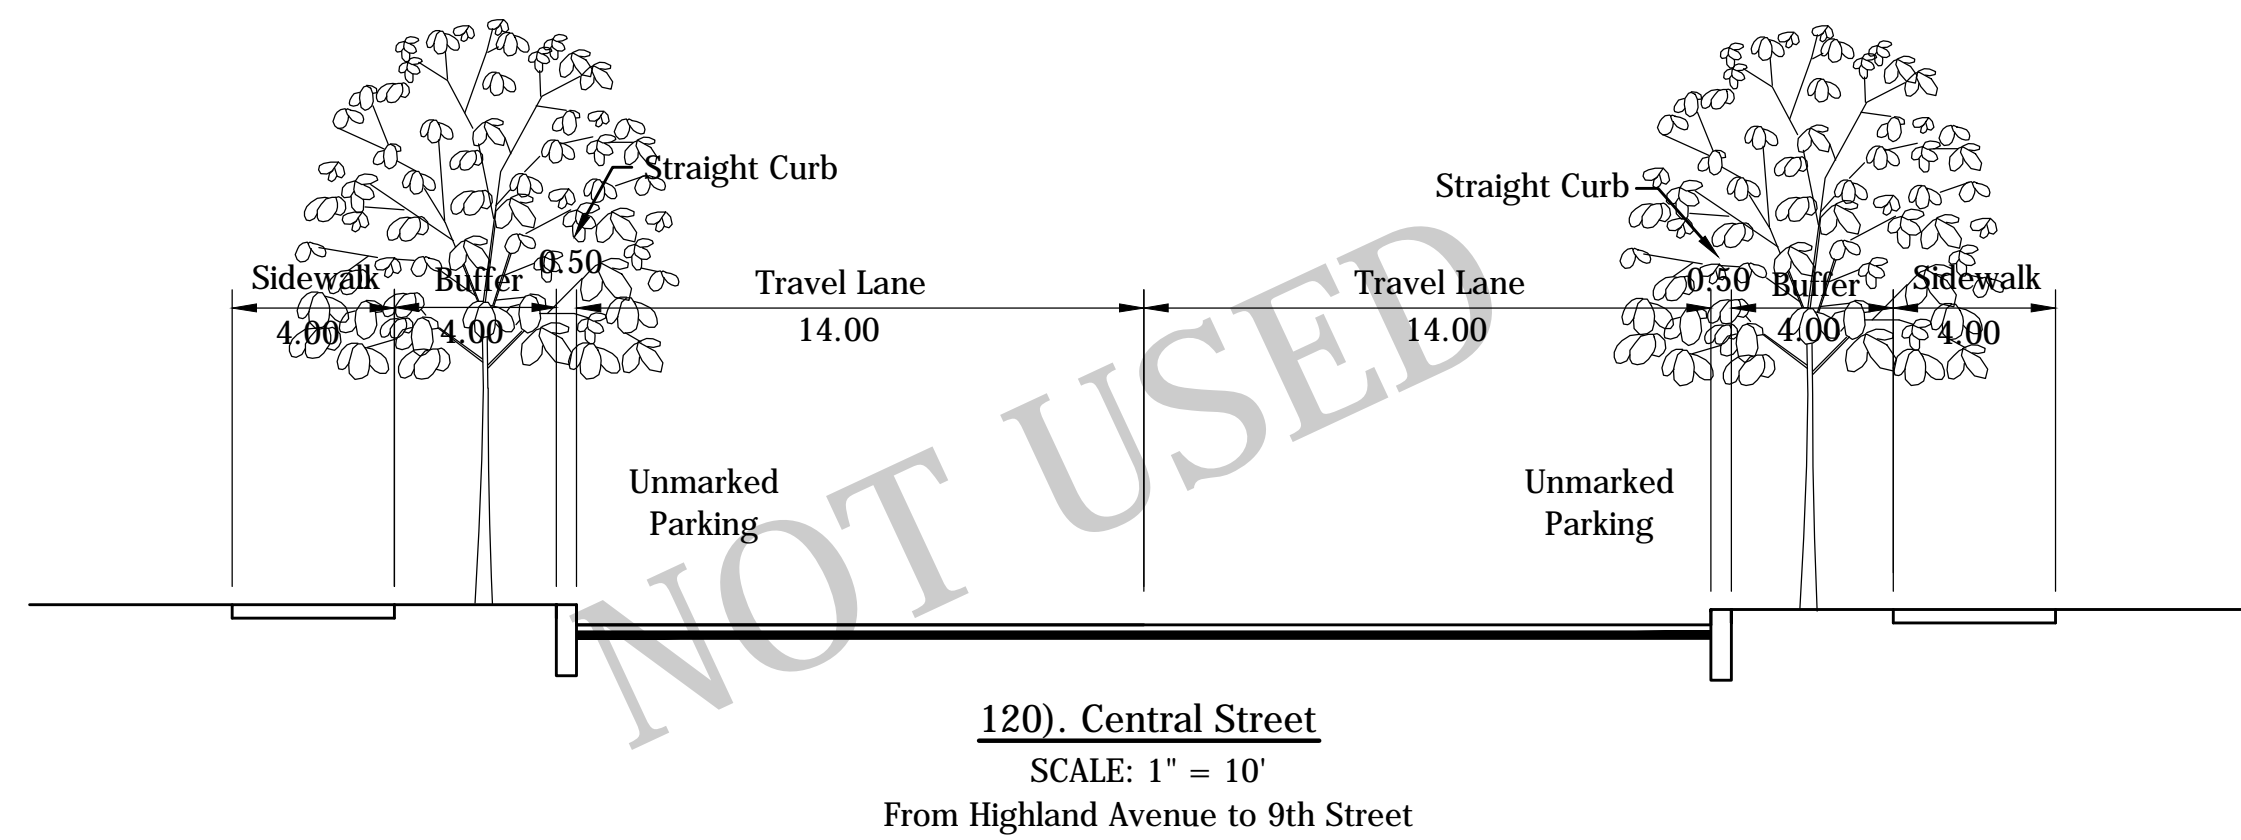 Straight Curb
Straight Curb
Sidewalk
Buffer
0.50
Travel Lane
Travel Lane
0.50
Buffer
Sidewalk
4.00
4.00
14.00
14.00
4.00
4.00
Unmarked
Parking
Unmarked
Parking
NOT USED
120). Central Street
SCALE: 1" = 10'
From Highland Avenue to 9th Street